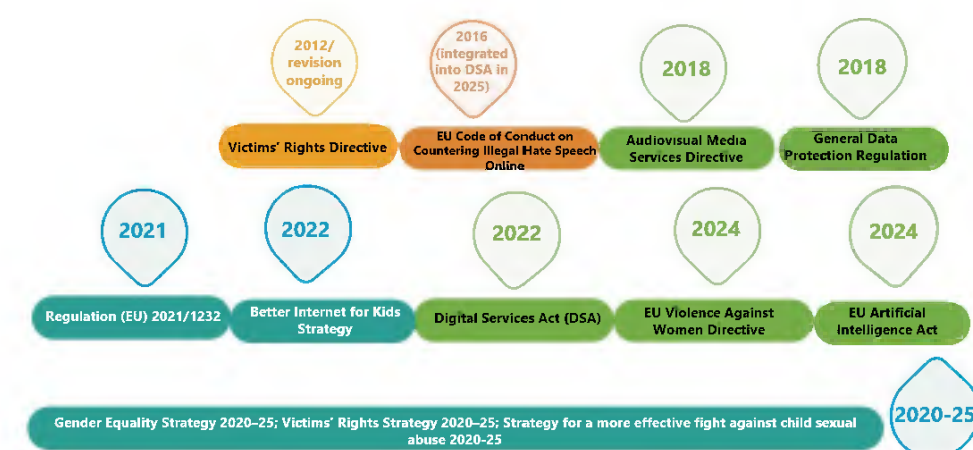 2012/
revision
ongoing
2016
(integrated
into DSA in
2025)
2018
2018
Victims' Rights Directive
EU Code of Conduct on
Countering Illegal Hate Speech
Online
Audiovisual Media
Services Directive
General Data
Protection Regulation
2021
2022
2022
2024
2024
Regulation (EU) 2021/1232
Better Internet for Kids
Strategy
Digital Services Act (DSA)
EU Violence Against
Women Directive
EU Artificial
Intelligence Act
2020-25
Gender Equality Strategy 2020–25; Victims' Rights Strategy 2020–25; Strategy for a more effective fight against child sexual
abuse 2020-25